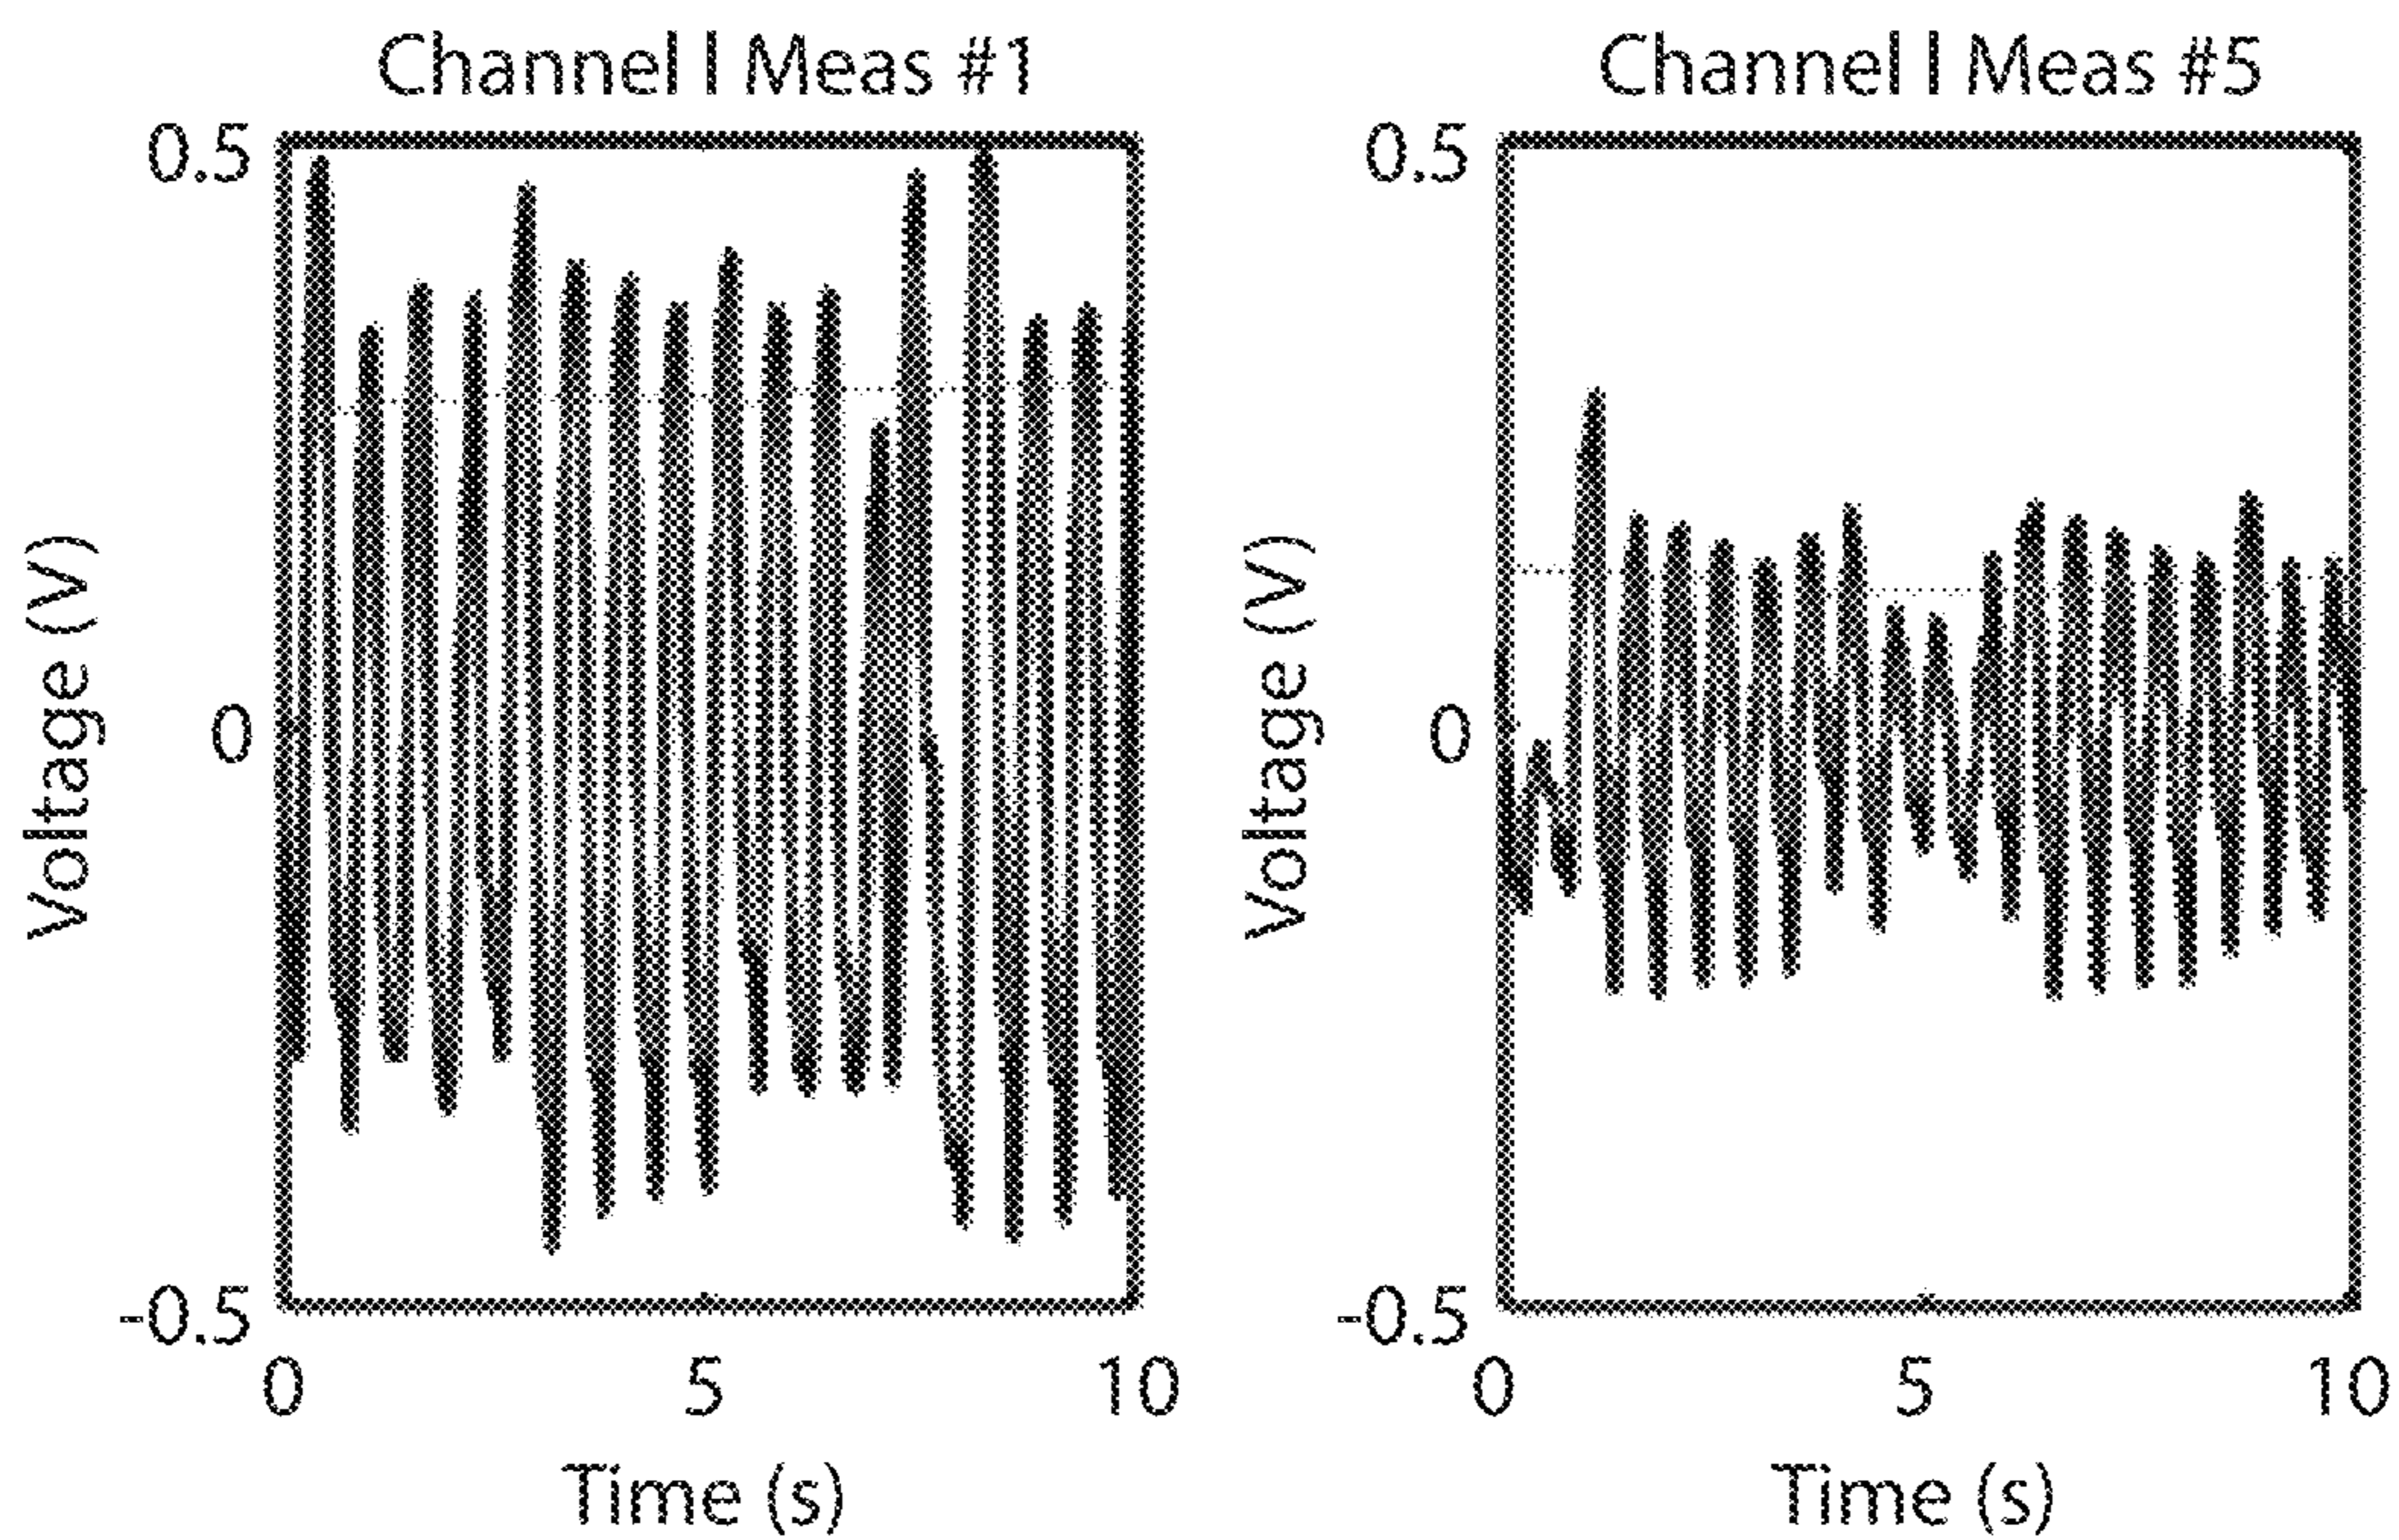 Channel I Meas #1
0.5
0
-0.5
Voltage (V)
0 5 10
Time (s)
Channel I Meas #5
0.5
0
-0.5
Voltage (V)
0 5 10
Time (s)